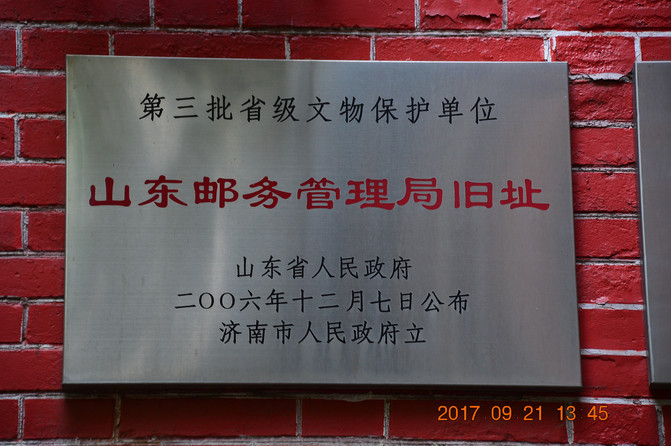 第三批省级文物保护单位
山东邮务管理局旧址
山东省人民政府
二〇〇六年十二月七日公布
济南市人民政府立
2017 09 21 13 45